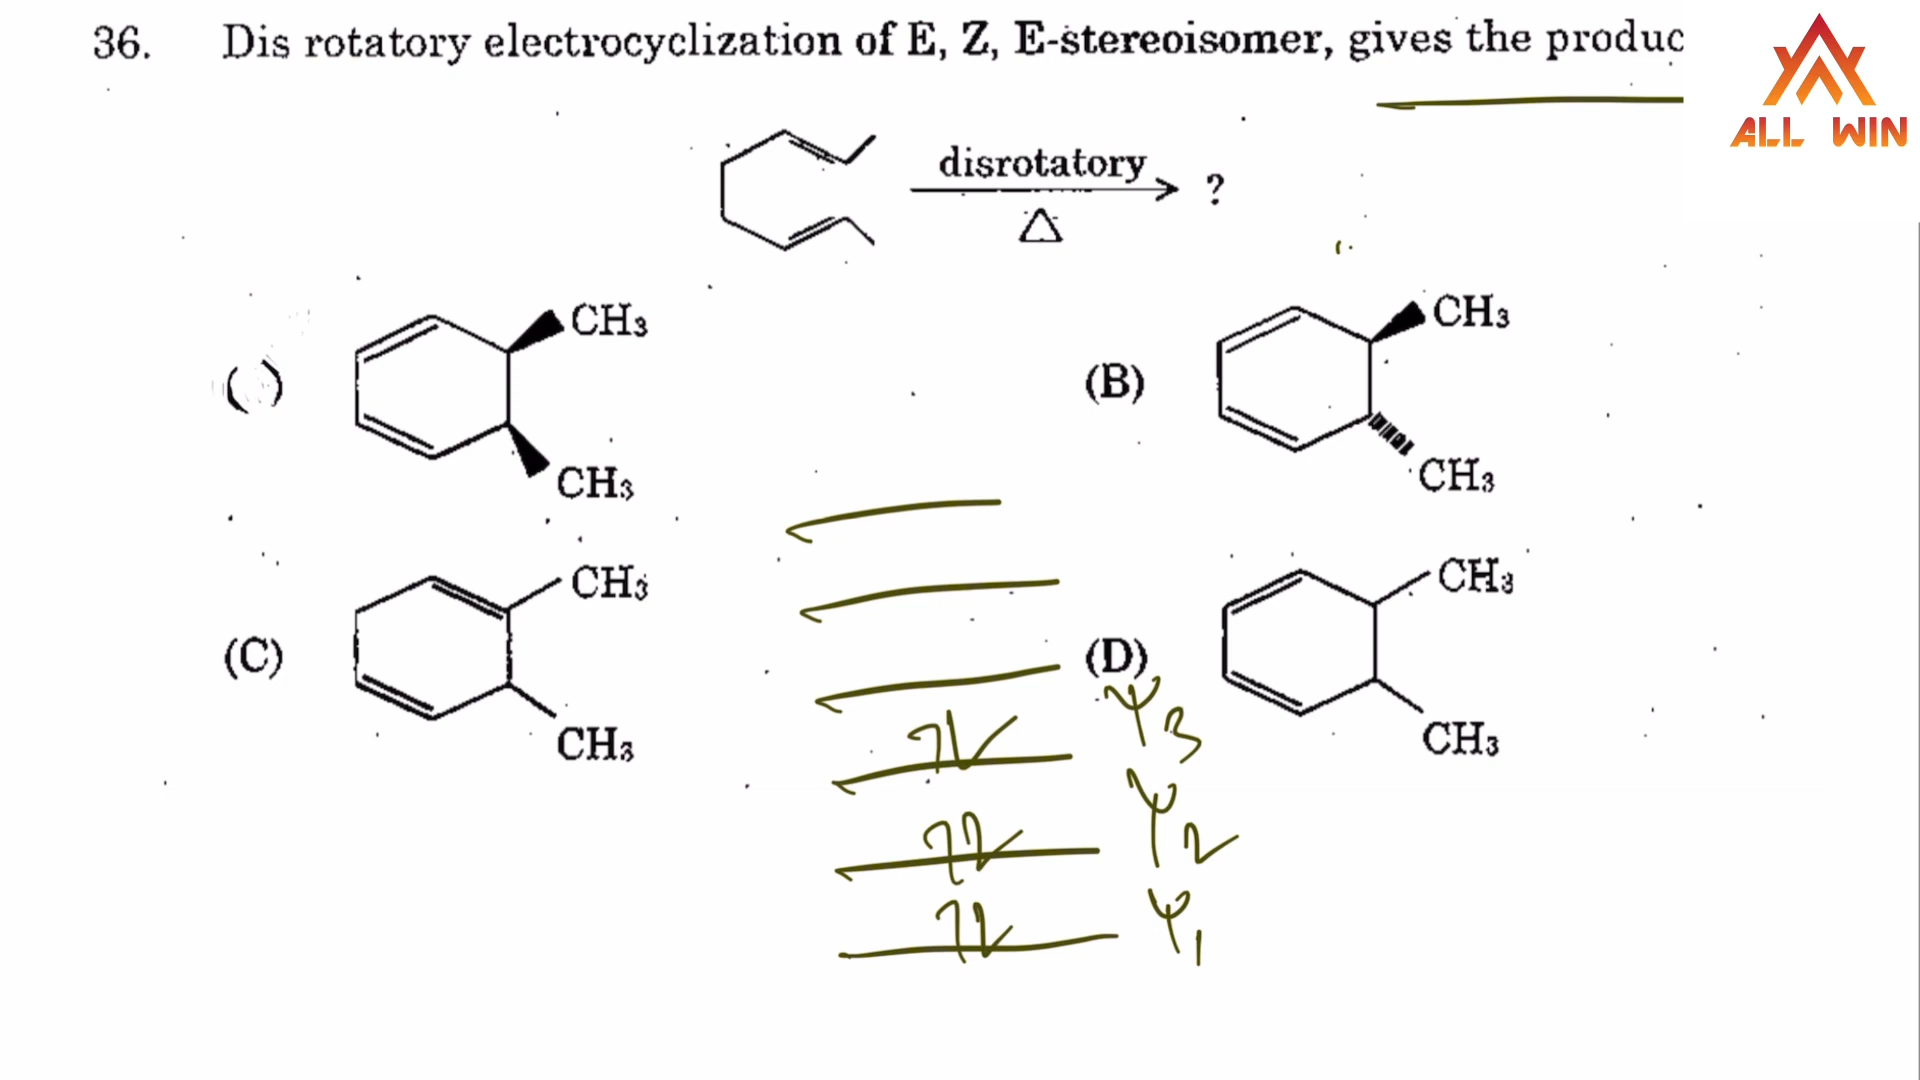 36. Dis rotatory electrocyclization of E, Z, E-stereoisomer, gives the produc
ALL WIN
disrotatory
?
△
CH₃
( )
CH₃
(B)
CH₃
CH₃
CH₃
(C)
CH₃
CH₃
(D)
CH₃
Ψ3
Ψ2
Ψ1